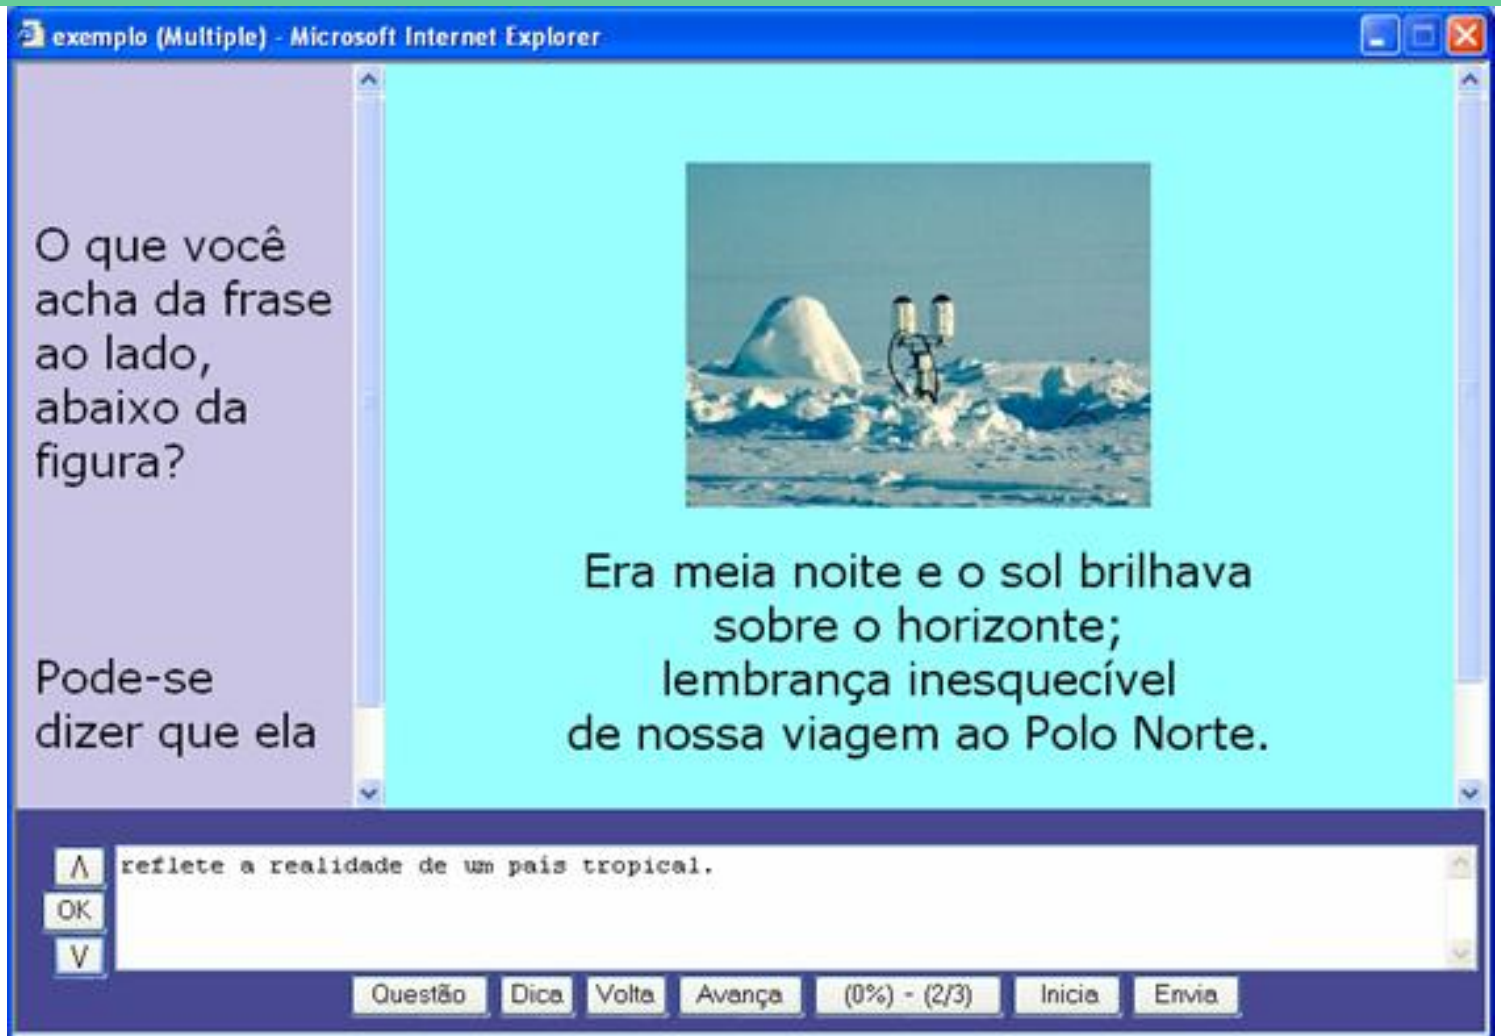 exemplo (Multiple) - Microsoft Internet Explorer
O que você
acha da frase
ao lado,
abaixo da
figura?
Pode-se
dizer que ela
Era meia noite e o sol brilhava
sobre o horizonte;
lembrança inesquecível
de nossa viagem ao Polo Norte.
Λ
reflete a realidade de um país tropical.
OK
V
Questão Dica Volta Avança (0%) - (2/3) Inicia Envia